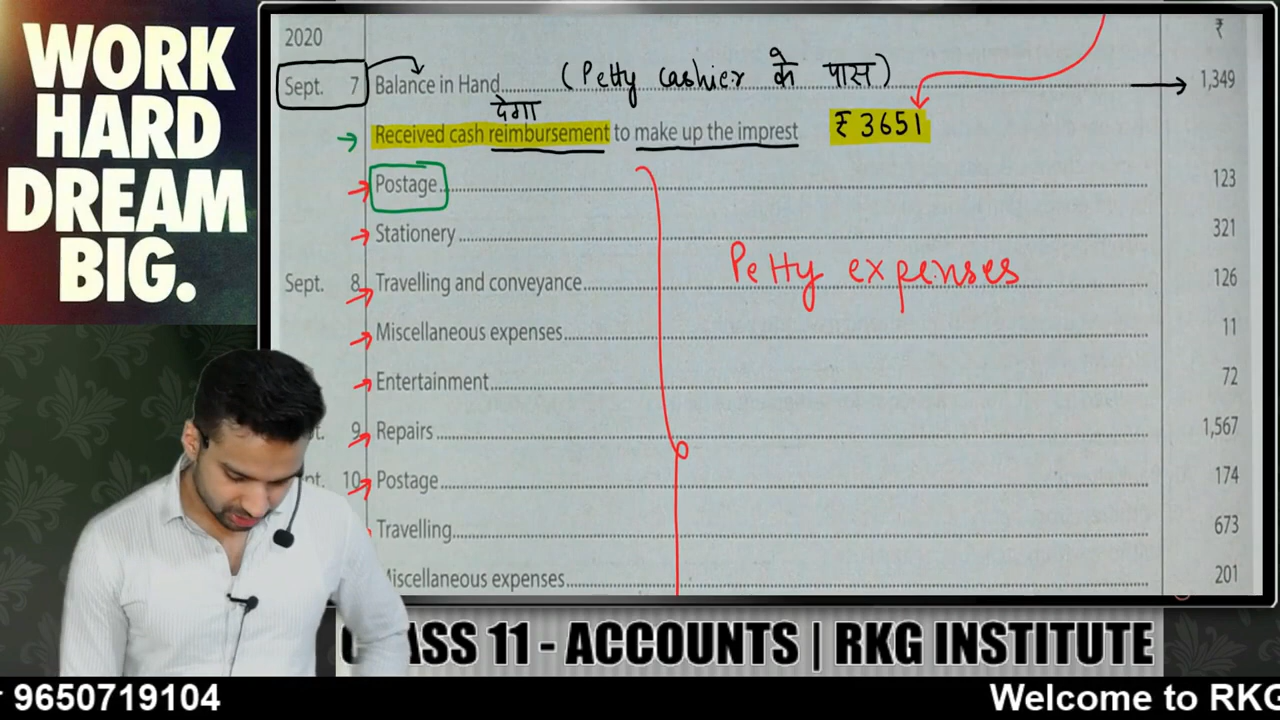 WORK
HARD
DREAM
BIG.
2020 ₹
Sept. 7 Balance in Hand (Petty cashier के पास) 1,349
देगा
Received cash reimbursement to make up the imprest ₹ 3651
Postage 123
Stationery 321
Petty expenses
Sept. 8 Travelling and conveyance 126
Miscellaneous expenses 11
Entertainment 72
9 Repairs 1,567
10 Postage 174
Travelling 673
Miscellaneous expenses 201
CLASS 11 - ACCOUNTS | RKG INSTITUTE
9650719104 Welcome to RKG